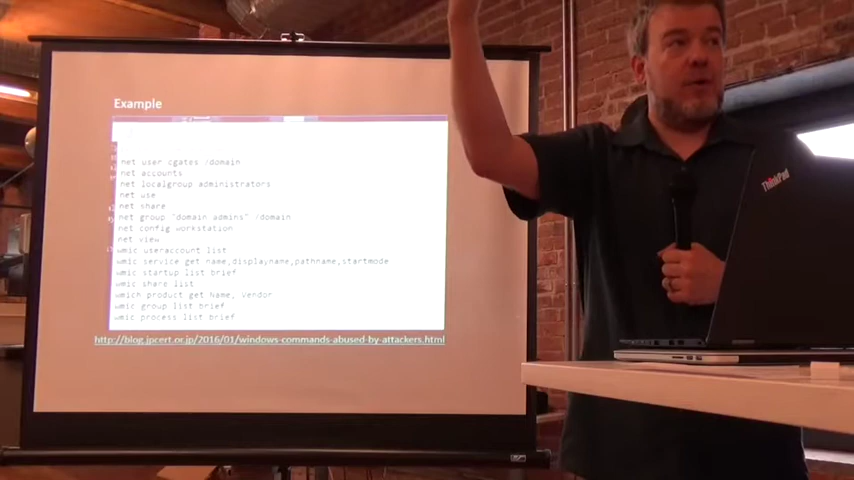 Example
net user cgates /domain
net accounts
net localgroup administrators
net use
net share
net group "domain admins" /domain
net config workstation
net view
wmic useraccount list
wmic service get name,displayname,pathname,startmode
wmic startup list brief
wmic share list
wmich product get Name, Vendor
wmic group list brief
wmic process list brief
http://blog.jpcert.or.jp/2016/01/windows-commands-abused-by-attackers.html
ThinkPad